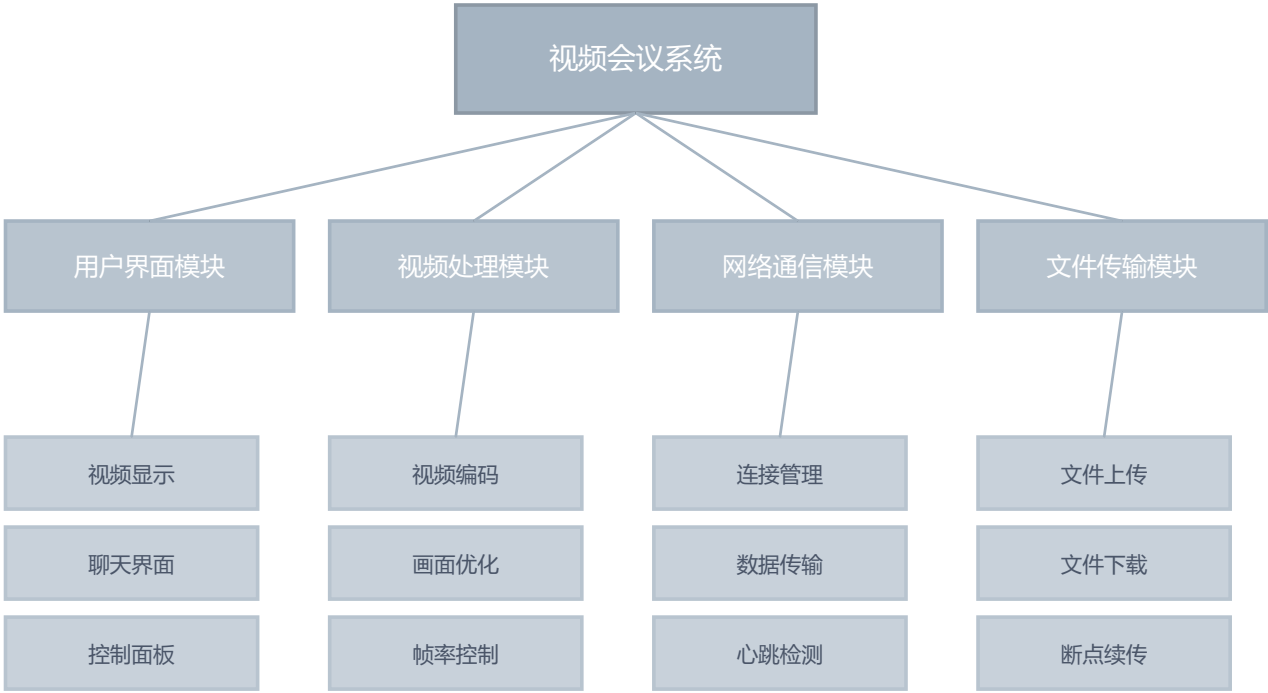 视频会议系统
用户界面模块
视频处理模块
网络通信模块
文件传输模块
视频显示
视频编码
连接管理
文件上传
聊天界面
画面优化
数据传输
文件下载
控制面板
帧率控制
心跳检测
断点续传